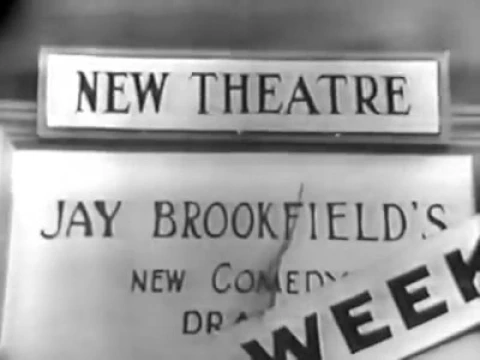 NEW THEATRE
JAY BROOKFIELD'S
NEW COMEDY
WEEK